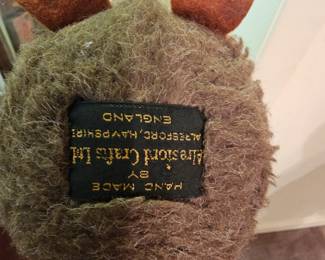 HAND MADE
BY
Alresford Crafts Ltd.
ALRESFORD, HAMPSHIRE
ENGLAND